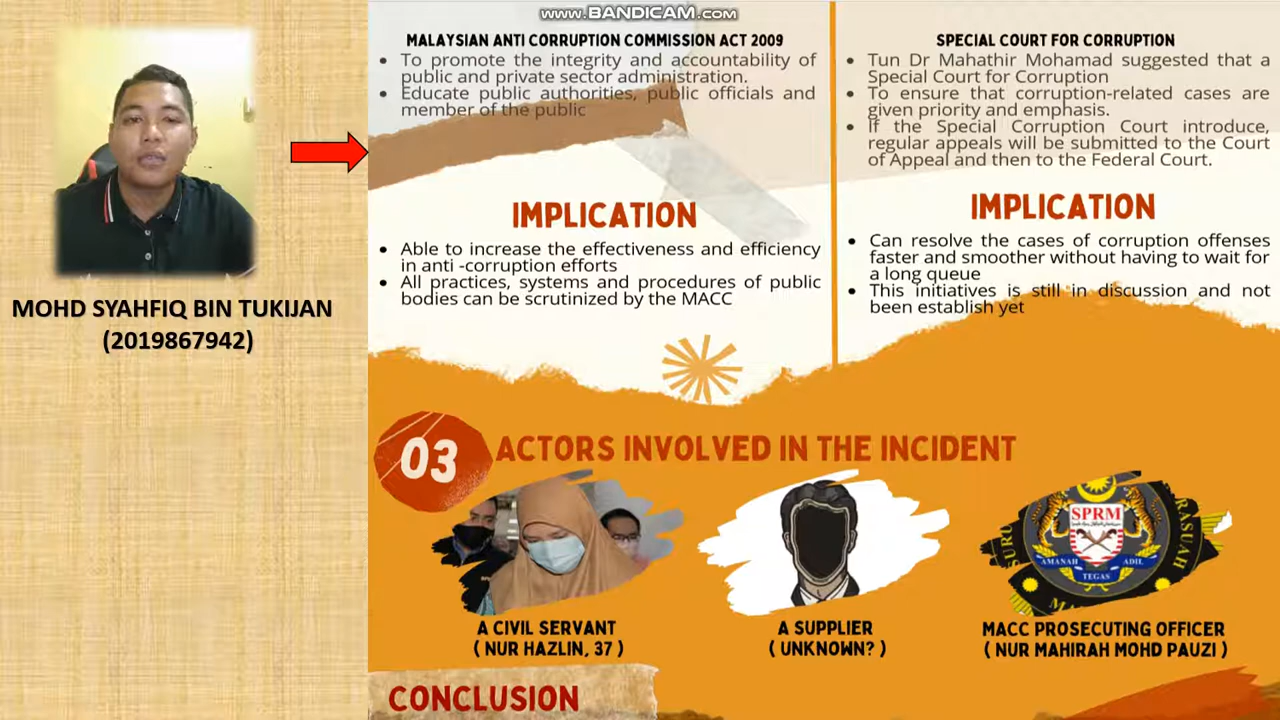 www.BANDICAM.com
MOHD SYAHFIQ BIN TUKIJAN
(2019867942)
MALAYSIAN ANTI CORRUPTION COMMISSION ACT 2009
• To promote the integrity and accountability of
public and private sector administration.
• Educate public authorities, public officials and
member of the public
IMPLICATION
• Able to increase the effectiveness and efficiency
in anti -corruption efforts
• All practices, systems and procedures of public
bodies can be scrutinized by the MACC
SPECIAL COURT FOR CORRUPTION
• Tun Dr Mahathir Mohamad suggested that a
Special Court for Corruption
• To ensure that corruption-related cases are
given priority and emphasis.
• If the Special Corruption Court introduce,
regular appeals will be submitted to the Court
of Appeal and then to the Federal Court.
IMPLICATION
• Can resolve the cases of corruption offenses
faster and smoother without having to wait for
a long queue
• This initiatives is still in discussion and not
been establish yet
03 ACTORS INVOLVED IN THE INCIDENT
SPRM
AMANAH ADIL
TEGAS
RASUAH
A CIVIL SERVANT
( NUR HAZLIN, 37 )
A SUPPLIER
( UNKNOWN? )
MACC PROSECUTING OFFICER
( NUR MAHIRAH MOHD PAUZI )
CONCLUSION